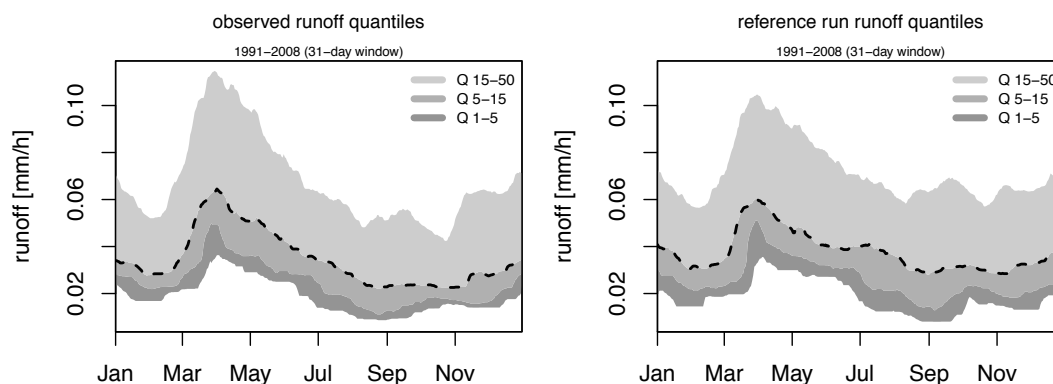 observed runoff quantiles
1991−2008 (31−day window)
Q 15−50
Q 5−15
Q 1−5
runoff [mm/h]
0.10
0.06
0.02
Jan Mar May Jul Sep Nov
reference run runoff quantiles
1991−2008 (31−day window)
Q 15−50
Q 5−15
Q 1−5
runoff [mm/h]
0.10
0.06
0.02
Jan Mar May Jul Sep Nov